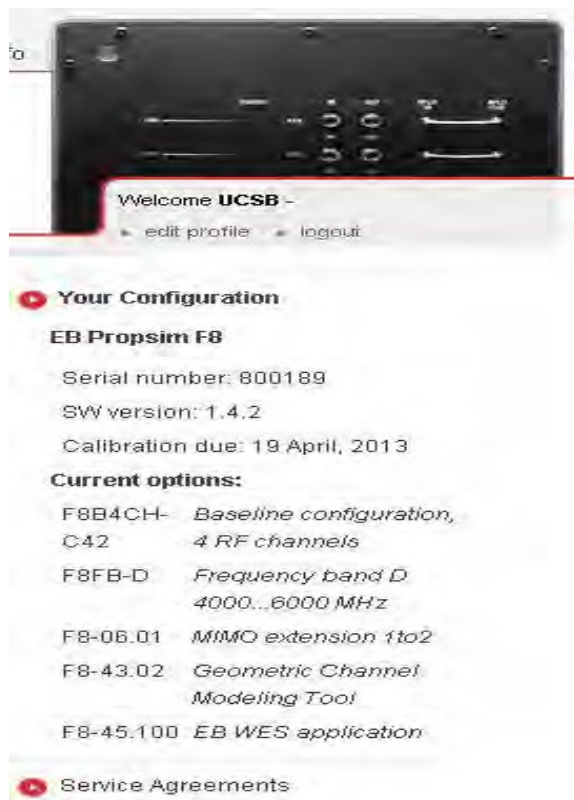 Welcome UCSB -
edit profile logout
Your Configuration
EB Propsim F8
Serial number: 800189
SW version: 1.4.2
Calibration due: 19 April, 2013
Current options:
F8B4CH- Baseline configuration,
C42 4 RF channels
F8FB-D Frequency band D
4000...6000 MHz
F8-06.01 MIMO extension 1to2
F8-43.02 Geometric Channel
Modeling Tool
F8-45.100 EB WES application
Service Agreements